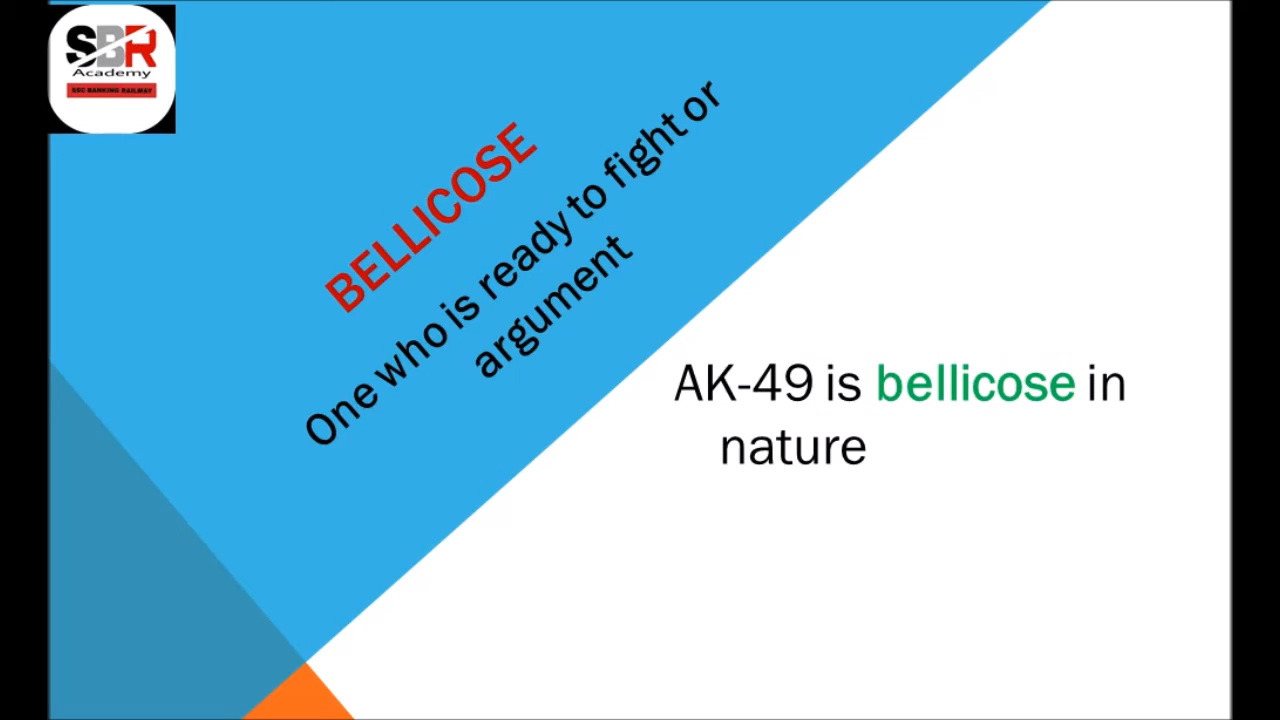 SBR
Academy
SSC BANKING RAILWAY
BELLICOSE
One who is ready to fight or
argument
AK-49 is bellicose in
nature